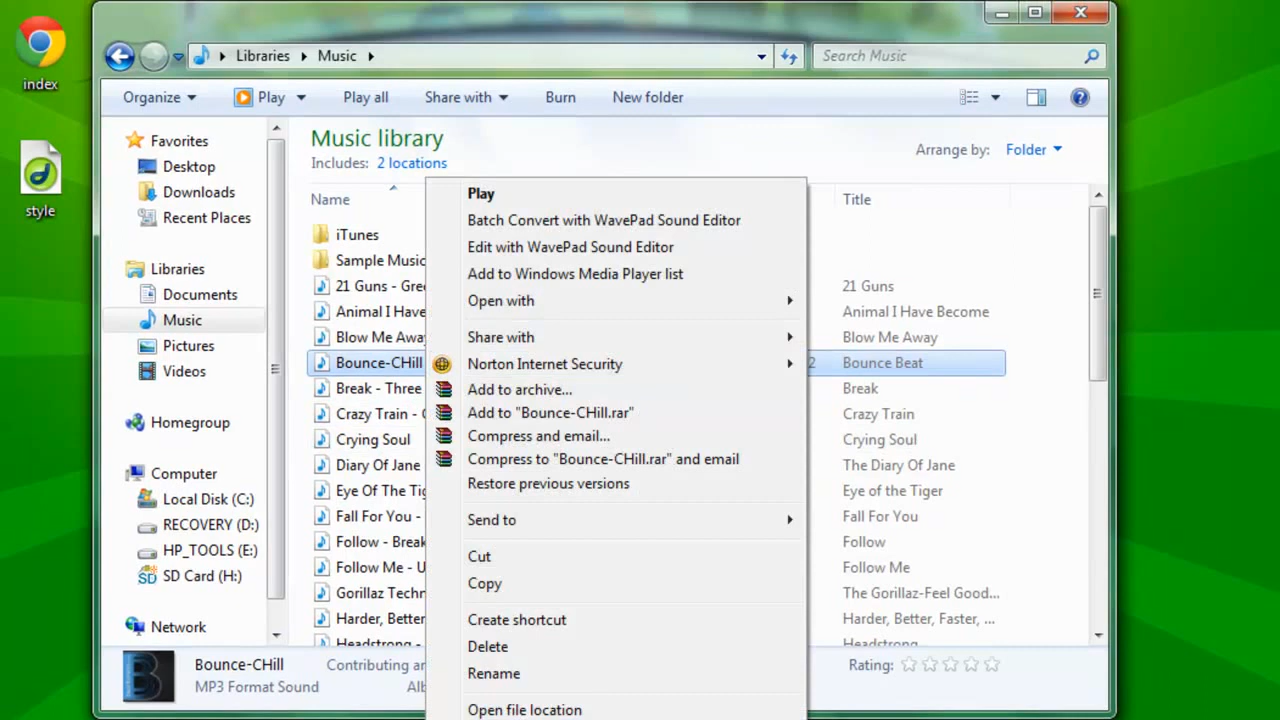 index
style
Libraries Music
Search Music
Organize Play Play all Share with Burn New folder
Favorites
Desktop
Downloads
Recent Places
Libraries
Documents
Music
Pictures
Videos
Homegroup
Computer
Local Disk (C:)
RECOVERY (D:)
HP_TOOLS (E:)
SD Card (H:)
Network
Music library
Includes: 2 locations
Arrange by: Folder
Name
Title
iTunes
Sample Music
21 Guns - Gree
Animal I Have
Blow Me Away
Bounce-CHill
Break - Three
Crazy Train -
Crying Soul
Diary Of Jane
Eye Of The Tig
Fall For You -
Follow - Break
Follow Me - U
Gorillaz Techn
Harder, Better
Headstrong
Play
Batch Convert with WavePad Sound Editor
Edit with WavePad Sound Editor
Add to Windows Media Player list
Open with
Share with
Norton Internet Security
Add to archive...
Add to "Bounce-CHill.rar"
Compress and email...
Compress to "Bounce-CHill.rar" and email
Restore previous versions
Send to
Cut
Copy
Create shortcut
Delete
Rename
Open file location
21 Guns
Animal I Have Become
Blow Me Away
2 Bounce Beat
Break
Crazy Train
Crying Soul
The Diary Of Jane
Eye of the Tiger
Fall For You
Follow
Follow Me
The Gorillaz-Feel Good...
Harder, Better, Faster, ...
Headstrong
Bounce-CHill
MP3 Format Sound
Contributing ar
Alb
Rating: